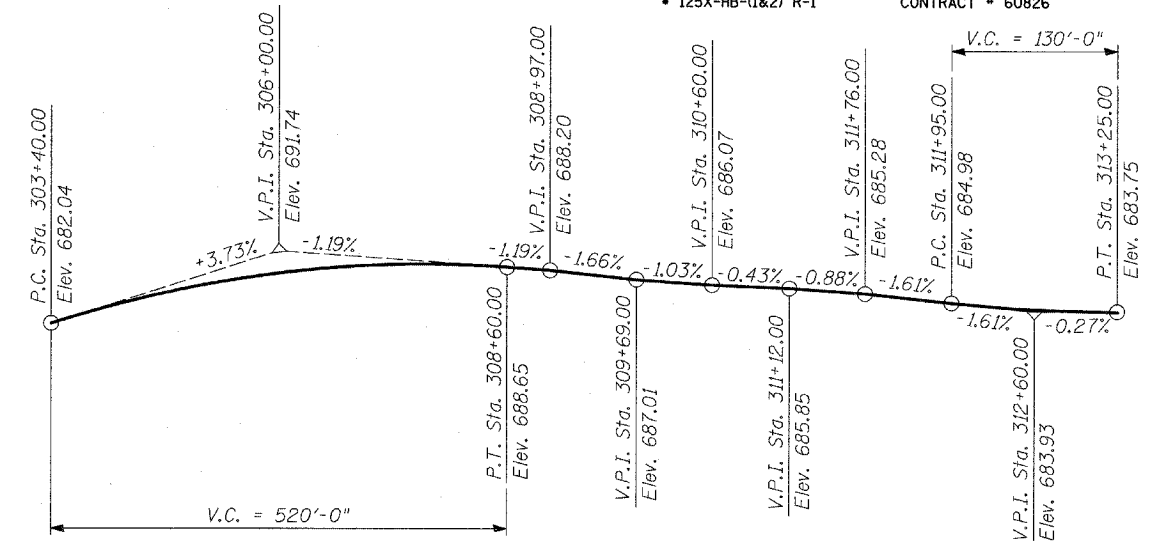 • 125X-HB-(1&2) R-1
CONTRACT # 60826
V.C. = 130'-0"
P.C. Sta. 303+40.00
Elev. 682.04
V.P.I. Sta. 306+00.00
Elev. 691.74
V.P.I. Sta. 308+97.00
Elev. 688.20
V.P.I. Sta. 310+60.00
Elev. 686.07
V.P.I. Sta. 311+76.00
Elev. 685.28
P.C. Sta. 311+95.00
Elev. 684.98
P.T. Sta. 313+25.00
Elev. 683.75
+3.73%
-1.19%
-1.19%
-1.66%
-1.03%
-0.43%
-0.88%
-1.61%
-1.61%
-0.27%
P.T. Sta. 308+60.00
Elev. 688.65
V.P.I. Sta. 309+69.00
Elev. 687.01
V.P.I. Sta. 311+12.00
Elev. 685.85
V.P.I. Sta. 312+60.00
Elev. 683.93
V.C. = 520'-0"